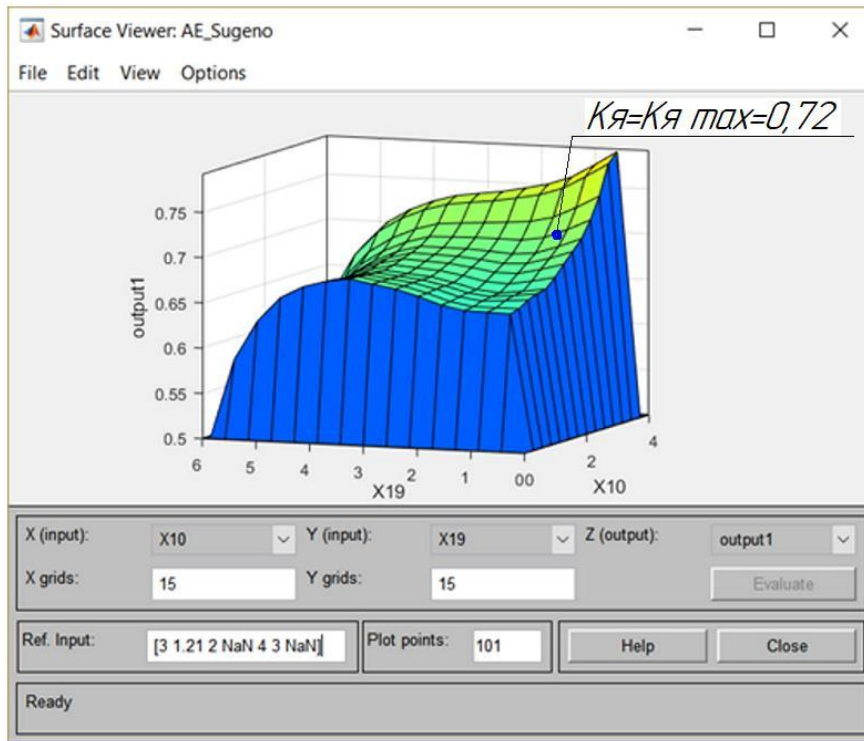 Surface Viewer: AE_Sugeno
File Edit View Options
Кя=Кя max=0,72
0.75
0.7
0.65
0.6
0.55
0.5
output1
6 5 4 3 2 1 00 2 4
X19 X10
X (input): X10 Y (input): X19 Z (output): output1
X grids: 15 Y grids: 15 Evaluate
Ref. Input: [3 1.21 2 NaN 4 3 NaN] Plot points: 101 Help Close
Ready